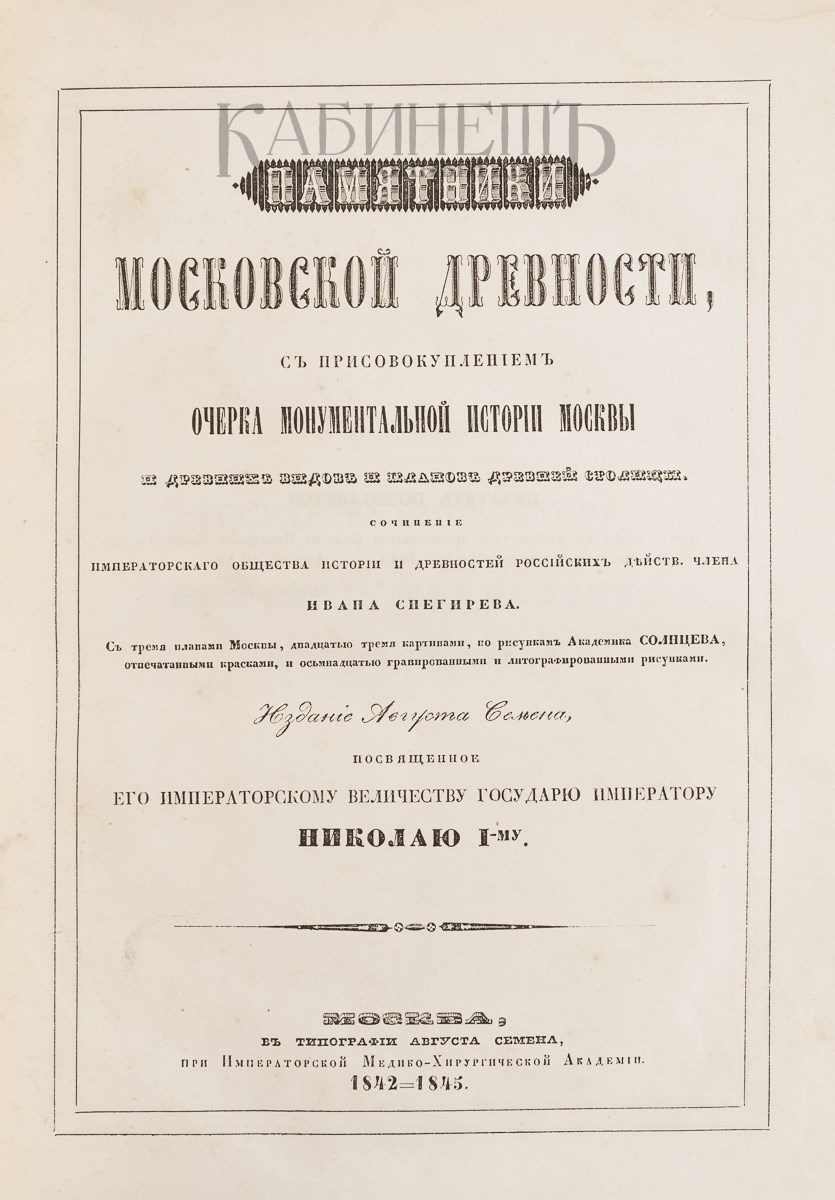 КАБИНЕТЪ
ПАМЯТНИКИ
МОСКОВСКОЙ ДРЕВНОСТИ,
СЪ ПРИСОВОКУПЛЕНІЕМЪ
ОЧЕРКА МОНУМЕНТАЛЬНОЙ ИСТОРІИ МОСКВЫ
И ДРЕВНИХЪ ВИДОВЪ И ПЛАНОВЪ ДРЕВНЕЙ СТОЛИЦЫ.
СОЧИНЕНІЕ
ИМПЕРАТОРСКАГО ОБЩЕСТВА ИСТОРІИ И ДРЕВНОСТЕЙ РОССІЙСКИХЪ ДѢЙСТВ. ЧЛЕНА
ИВАНА СНЕГИРЕВА.
Съ тремя планами Москвы, двадцатью тремя картинами, по рисункамъ Академика СОЛНЦЕВА,
отпечатанными красками, и осьмнадцатью гравированными и литографированными рисунками.
Изданіе Августа Семена,
ПОСВЯЩЕННОЕ
ЕГО ИМПЕРАТОРСКОМУ ВЕЛИЧЕСТВУ ГОСУДАРЮ ИМПЕРАТОРУ
НИКОЛАЮ I-МУ.
МОСКВА,
ВЪ ТИПОГРАФІИ АВГУСТА СЕМЕНА,
ПРИ ИМПЕРАТОРСКОЙ МЕДИКО-ХИРУРГИЧЕСКОЙ АКАДЕМІИ.
1842=1845.